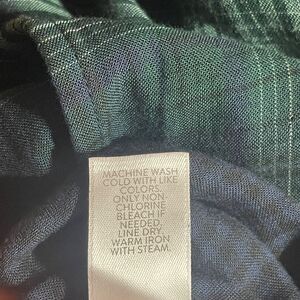 MACHINE WASH
COLD WITH LIKE
COLORS.
ONLY NON
CHLORINE
BLEACH IF
NEEDED.
LINE DRY.
WARM IRON
WITH STEAM.